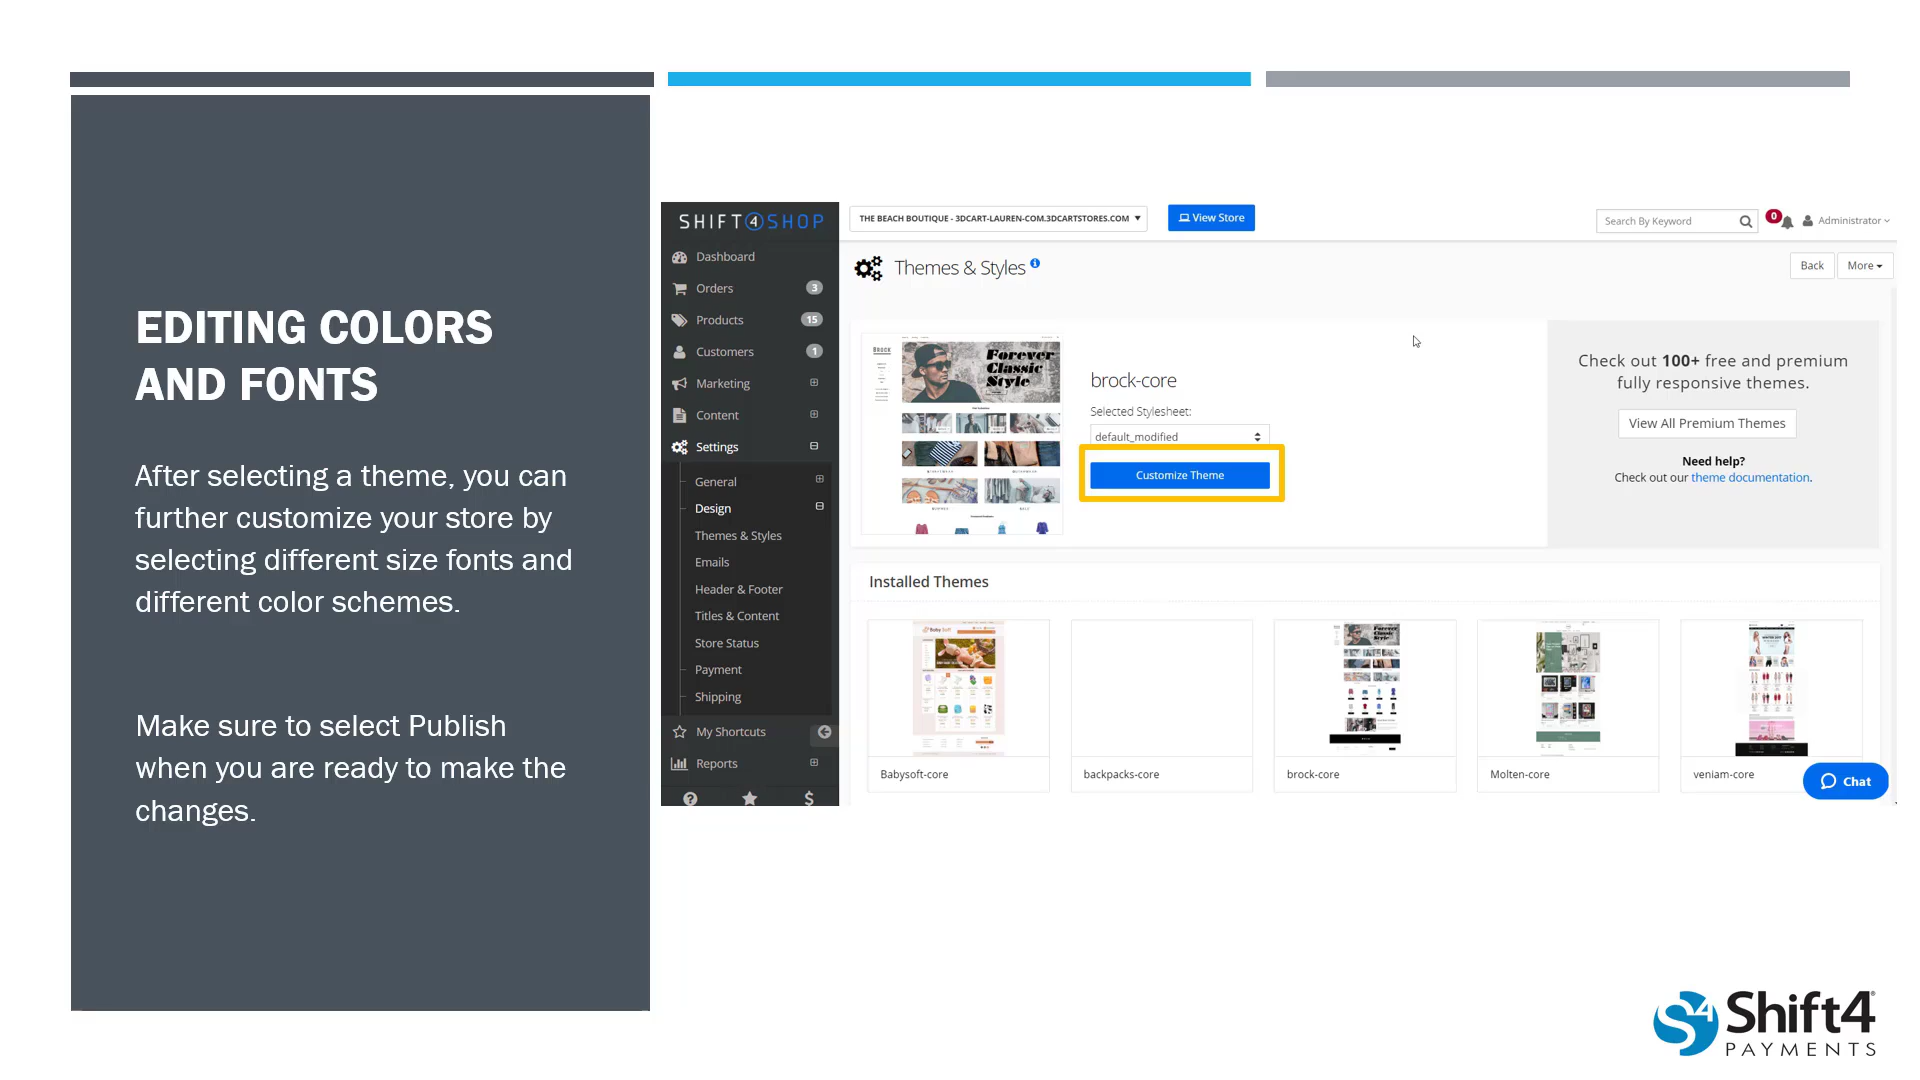 EDITING COLORS
AND FONTS
After selecting a theme, you can
further customize your store by
selecting different size fonts and
different color schemes.
Make sure to select Publish
when you are ready to make the
changes.
SHIFT4SHOP
THE BEACH BOUTIQUE - 3DCART-LAUREN-COM.3DCARTSTORES.COM
View Store
Search By Keyword
0
Administrator
Dashboard
Orders 3
Products 15
Customers 1
Marketing
Content
Settings
General
Design
Themes & Styles
Emails
Header & Footer
Titles & Content
Store Status
Payment
Shipping
My Shortcuts
Reports
Themes & Styles
Back
More
BROCK
Forever
Classic
Style
brock-core
Selected Stylesheet:
default_modified
Customize Theme
Check out 100+ free and premium
fully responsive themes.
View All Premium Themes
Need help?
Check out our theme documentation.
Installed Themes
Babysoft-core
backpacks-core
brock-core
Molten-core
veniam-core
Chat
Shift4
PAYMENTS